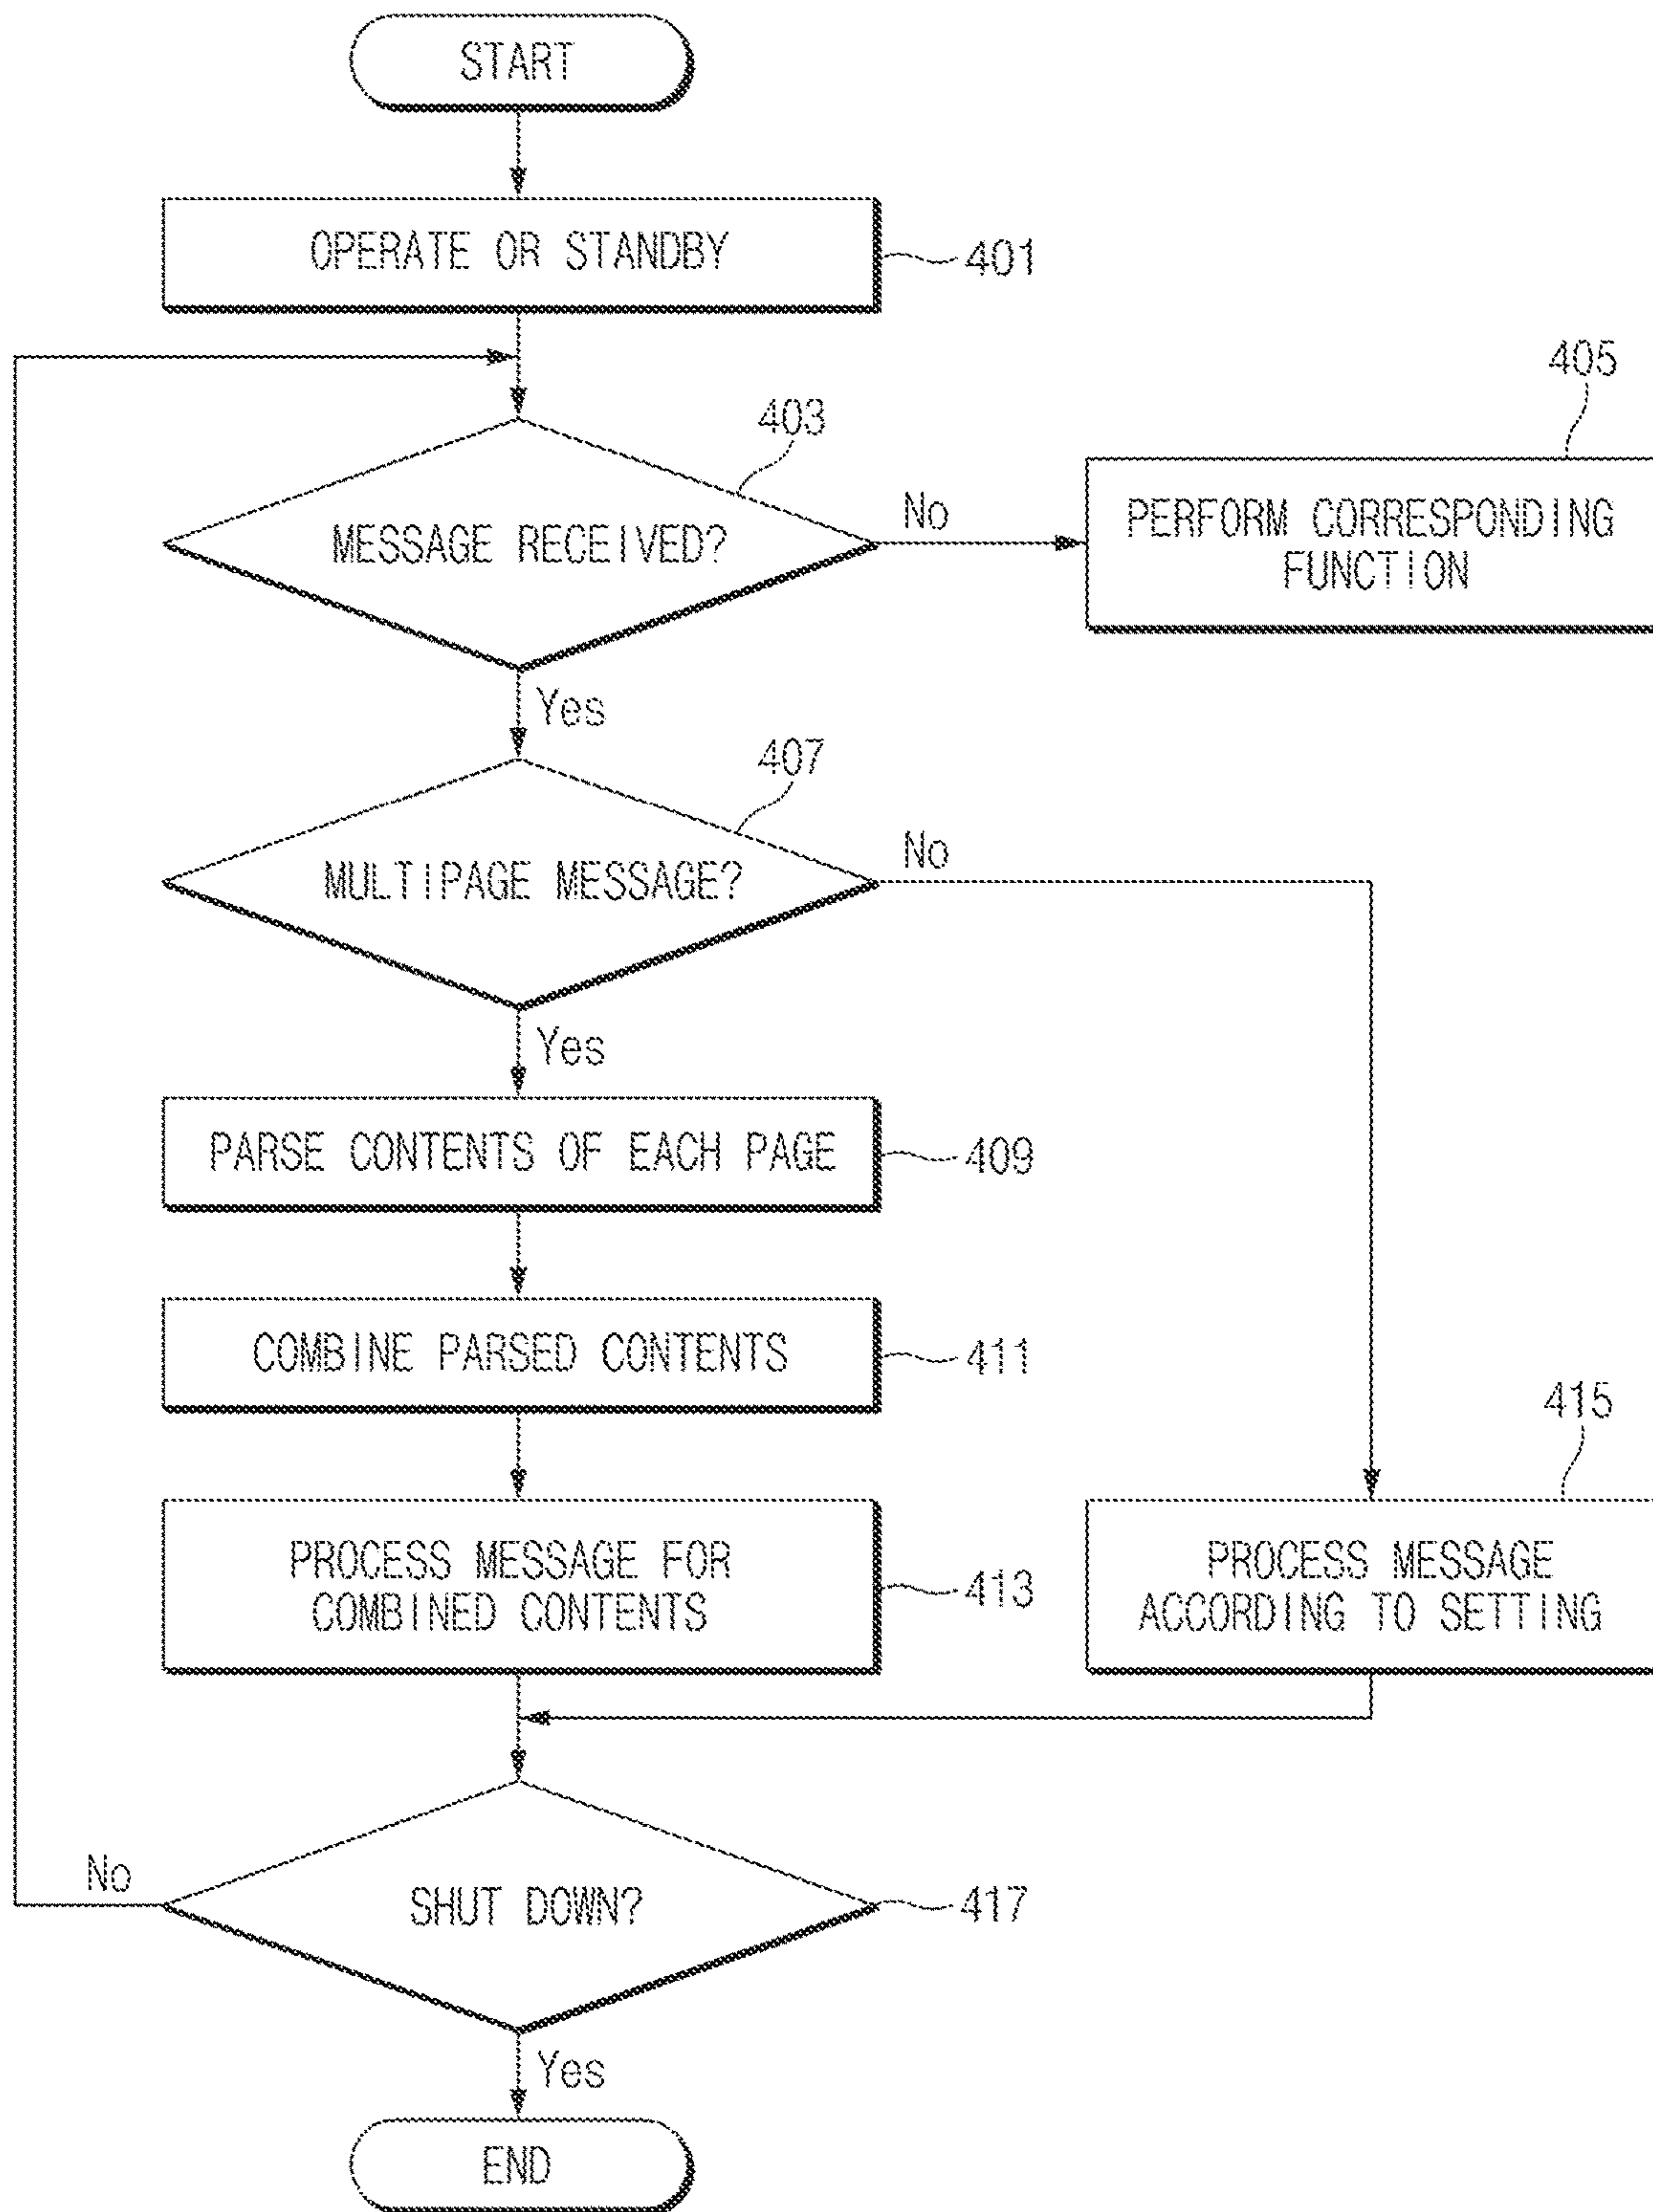 START
OPERATE OR STANDBY
401
405
403
No
MESSAGE RECEIVED?
PERFORM CORRESPONDING
FUNCTION
Yes
407
No
MULTIPAGE MESSAGE?
Yes
PARSE CONTENTS OF EACH PAGE
409
COMBINE PARSED CONTENTS
411
415
PROCESS MESSAGE FOR
COMBINED CONTENTS
413
PROCESS MESSAGE
ACCORDING TO SETTING
No
SHUT DOWN?
417
Yes
END